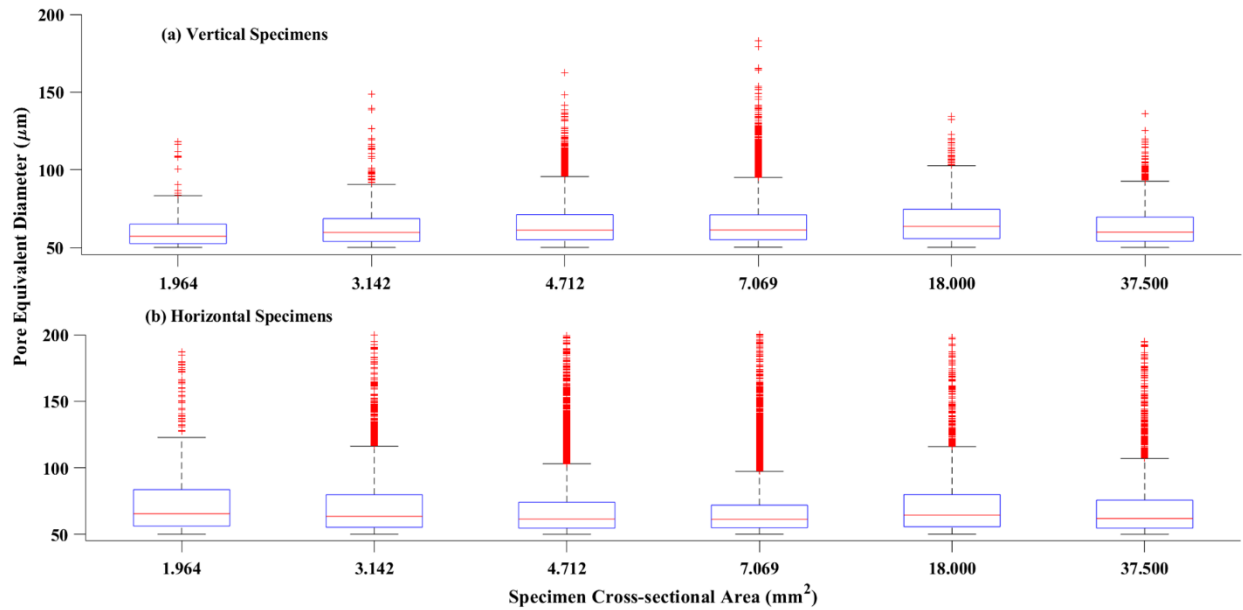 Pore Equivalent Diameter (μm)
(a) Vertical Specimens
200
150
100
50
1.964 3.142 4.712 7.069 18.000 37.500
(b) Horizontal Specimens
200
150
100
50
1.964 3.142 4.712 7.069 18.000 37.500
Specimen Cross-sectional Area (mm²)